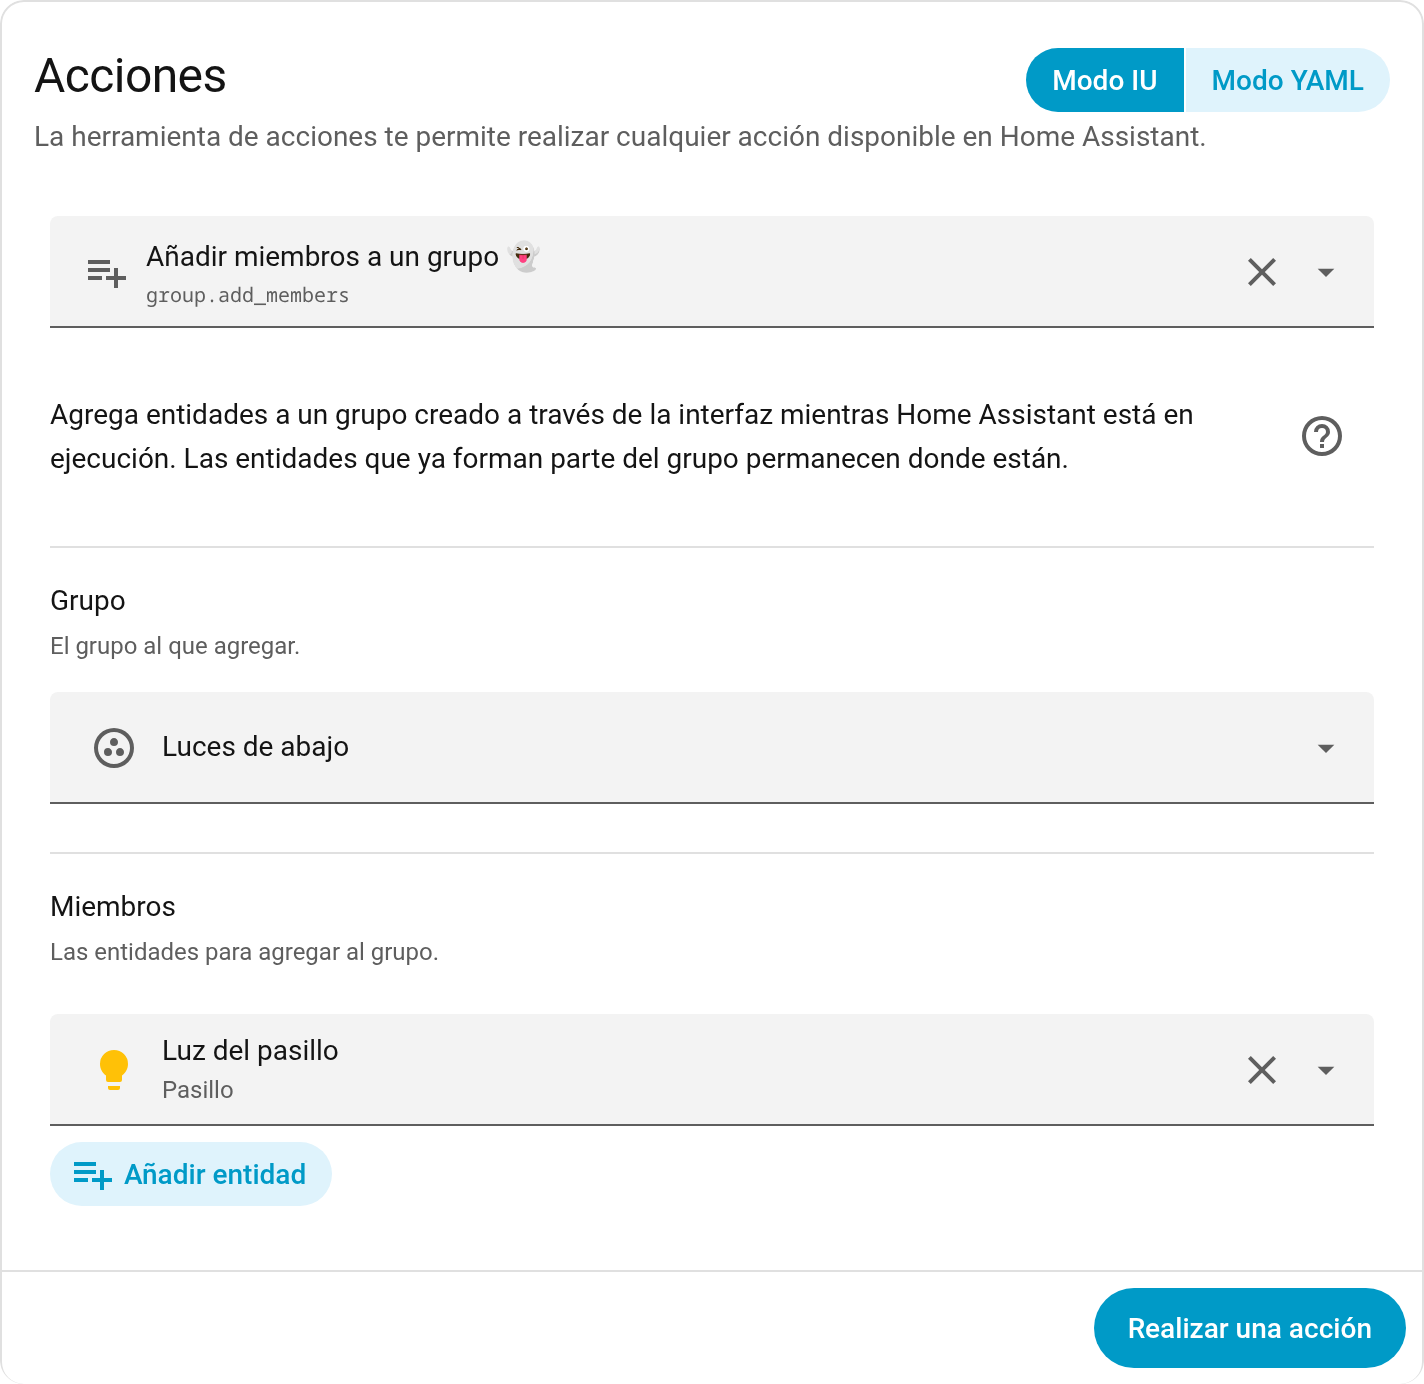 Acciones
Modo IU
Modo YAML
La herramienta de acciones te permite realizar cualquier acción disponible en Home Assistant.
Añadir miembros a un grupo 👻
group.add_members
Agrega entidades a un grupo creado a través de la interfaz mientras Home Assistant está en
ejecución. Las entidades que ya forman parte del grupo permanecen donde están.
Grupo
El grupo al que agregar.
Luces de abajo
Miembros
Las entidades para agregar al grupo.
Luz del pasillo
Pasillo
Añadir entidad
Realizar una acción